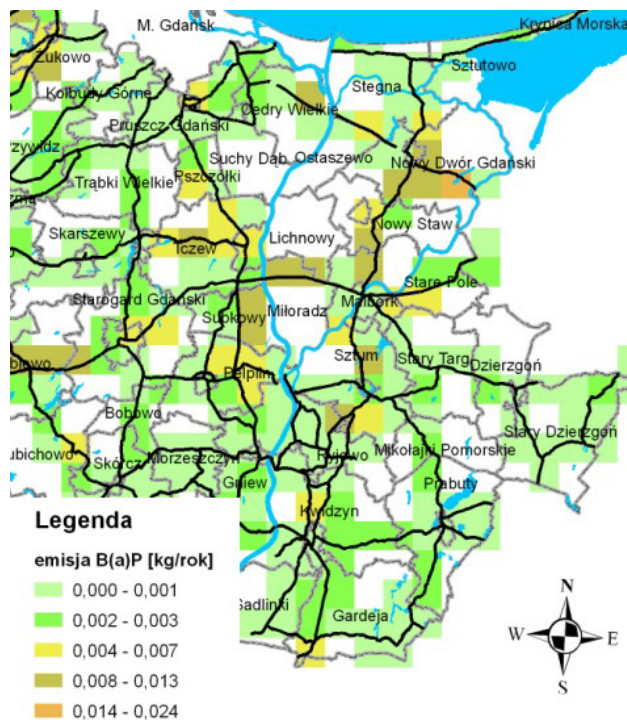 M. Gdańsk
Krynica Morska
Żukowo
Sztutowo
Kolbudy Górne
Stegna
Cedry Wielkie
Pruszcz Gdański
rzywidz
Suchy Dąb
Ostaszewo
Nowy Dwór Gdański
Trąbki Wielkie
Pszczółki
Nowy Staw
Skarszewy
Tczew
Lichnowy
Stare Pole
Starogard Gdański
Malbork
Subkowy
Miłoradz
Sztum
Stary Targ
Dzierzgoń
Pelplin
Bobowo
Stary Dzierzgoń
ubichowo
Skórcz
Morzeszczyn
Ryjewo
Mikołajki Pomorskie
Gniew
Prabuty
Kwidzyn
Sadlinki
Gardeja
Legenda
emisja B(a)P [kg/rok]
0,000 - 0,001
0,002 - 0,003
0,004 - 0,007
0,008 - 0,013
0,014 - 0,024
N
W
E
S